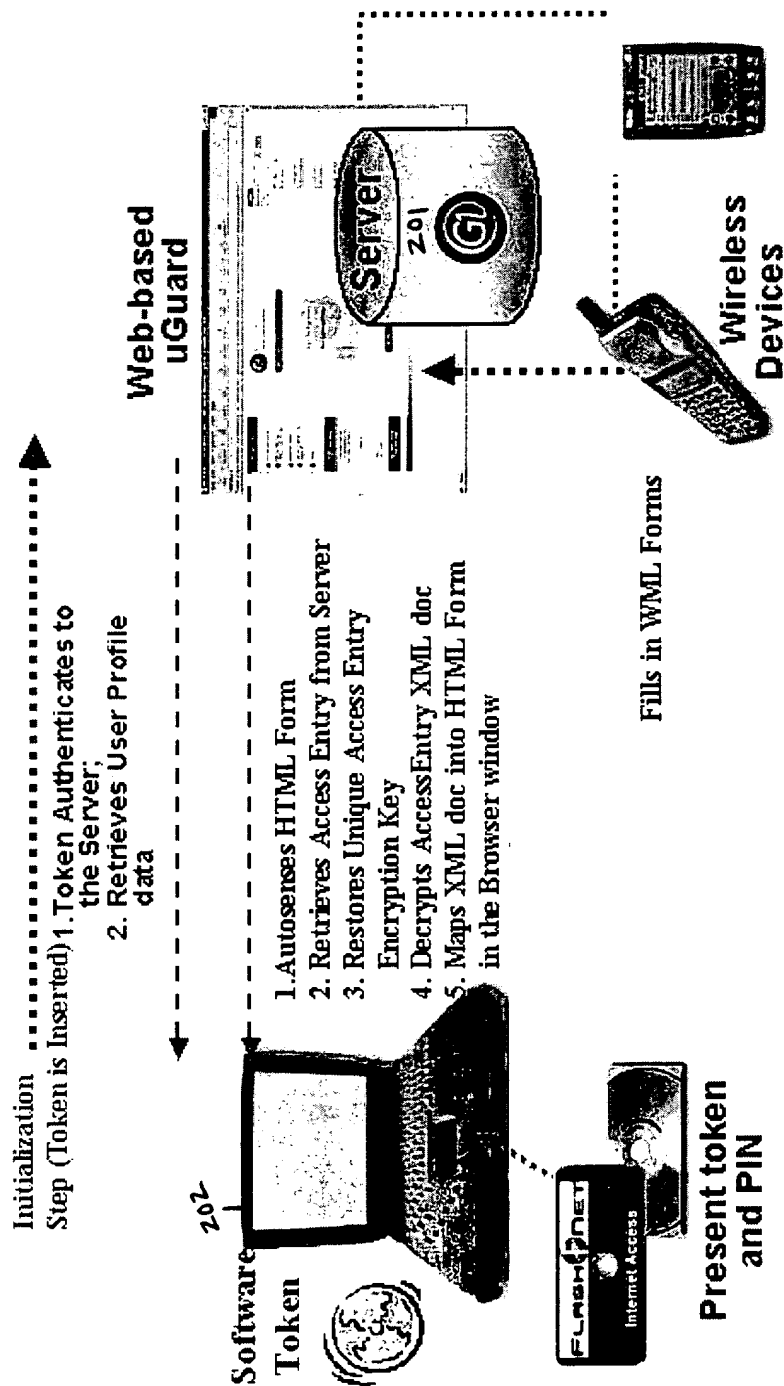 Initialization
Step (Token is Inserted)
1.Token Authenticates to
the Server;
2. Retrieves User Profile
data
Web-based
uGuard
Server
201
202
Software
Token
1.Autosenses HTML Form
2. Retrieves Access Entry from Server
3. Restores Unique Access Entry
Encryption Key
4. Decrypts AccessEntry XML doc
5. Maps XML doc into HTML Form
in the Browser window
FLASH NET
Internet Access
Present token
and PIN
Fills in WML Forms
Wireless
Devices